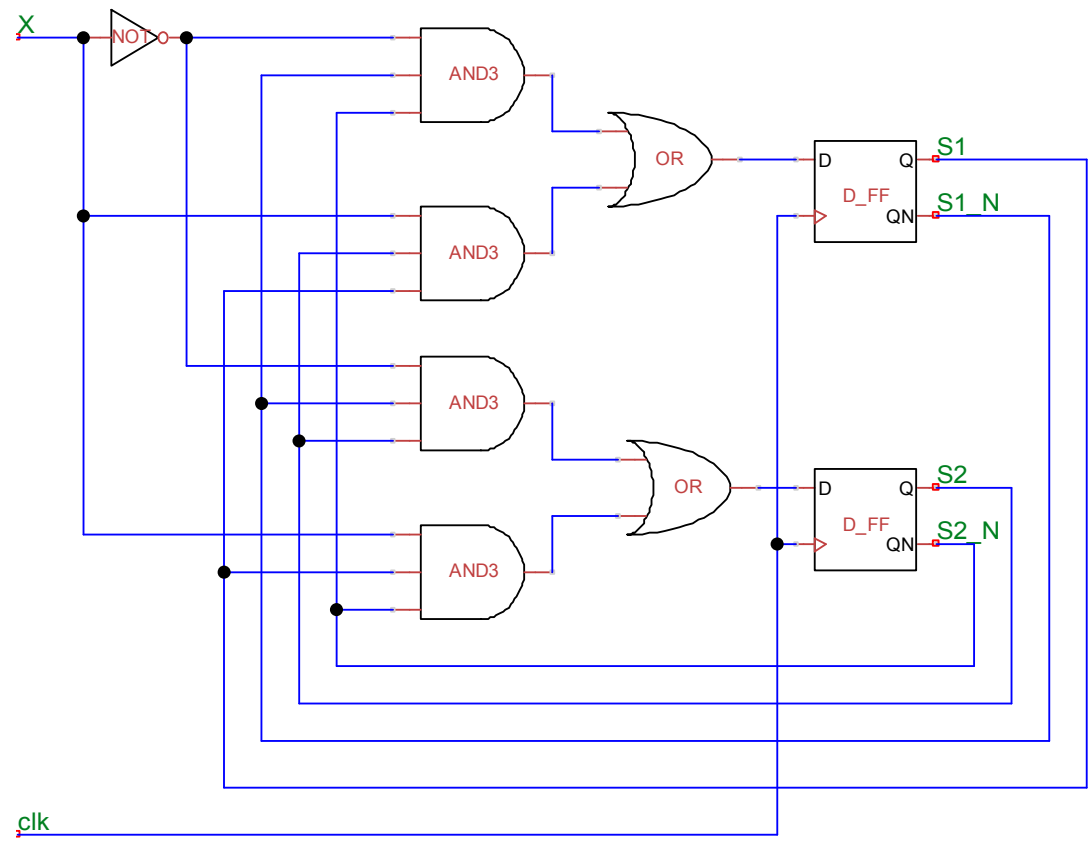 X
NOT
AND3
AND3
AND3
AND3
OR
OR
D Q
D_FF
QN
S1
S1_N
D Q
D_FF
QN
S2
S2_N
clk